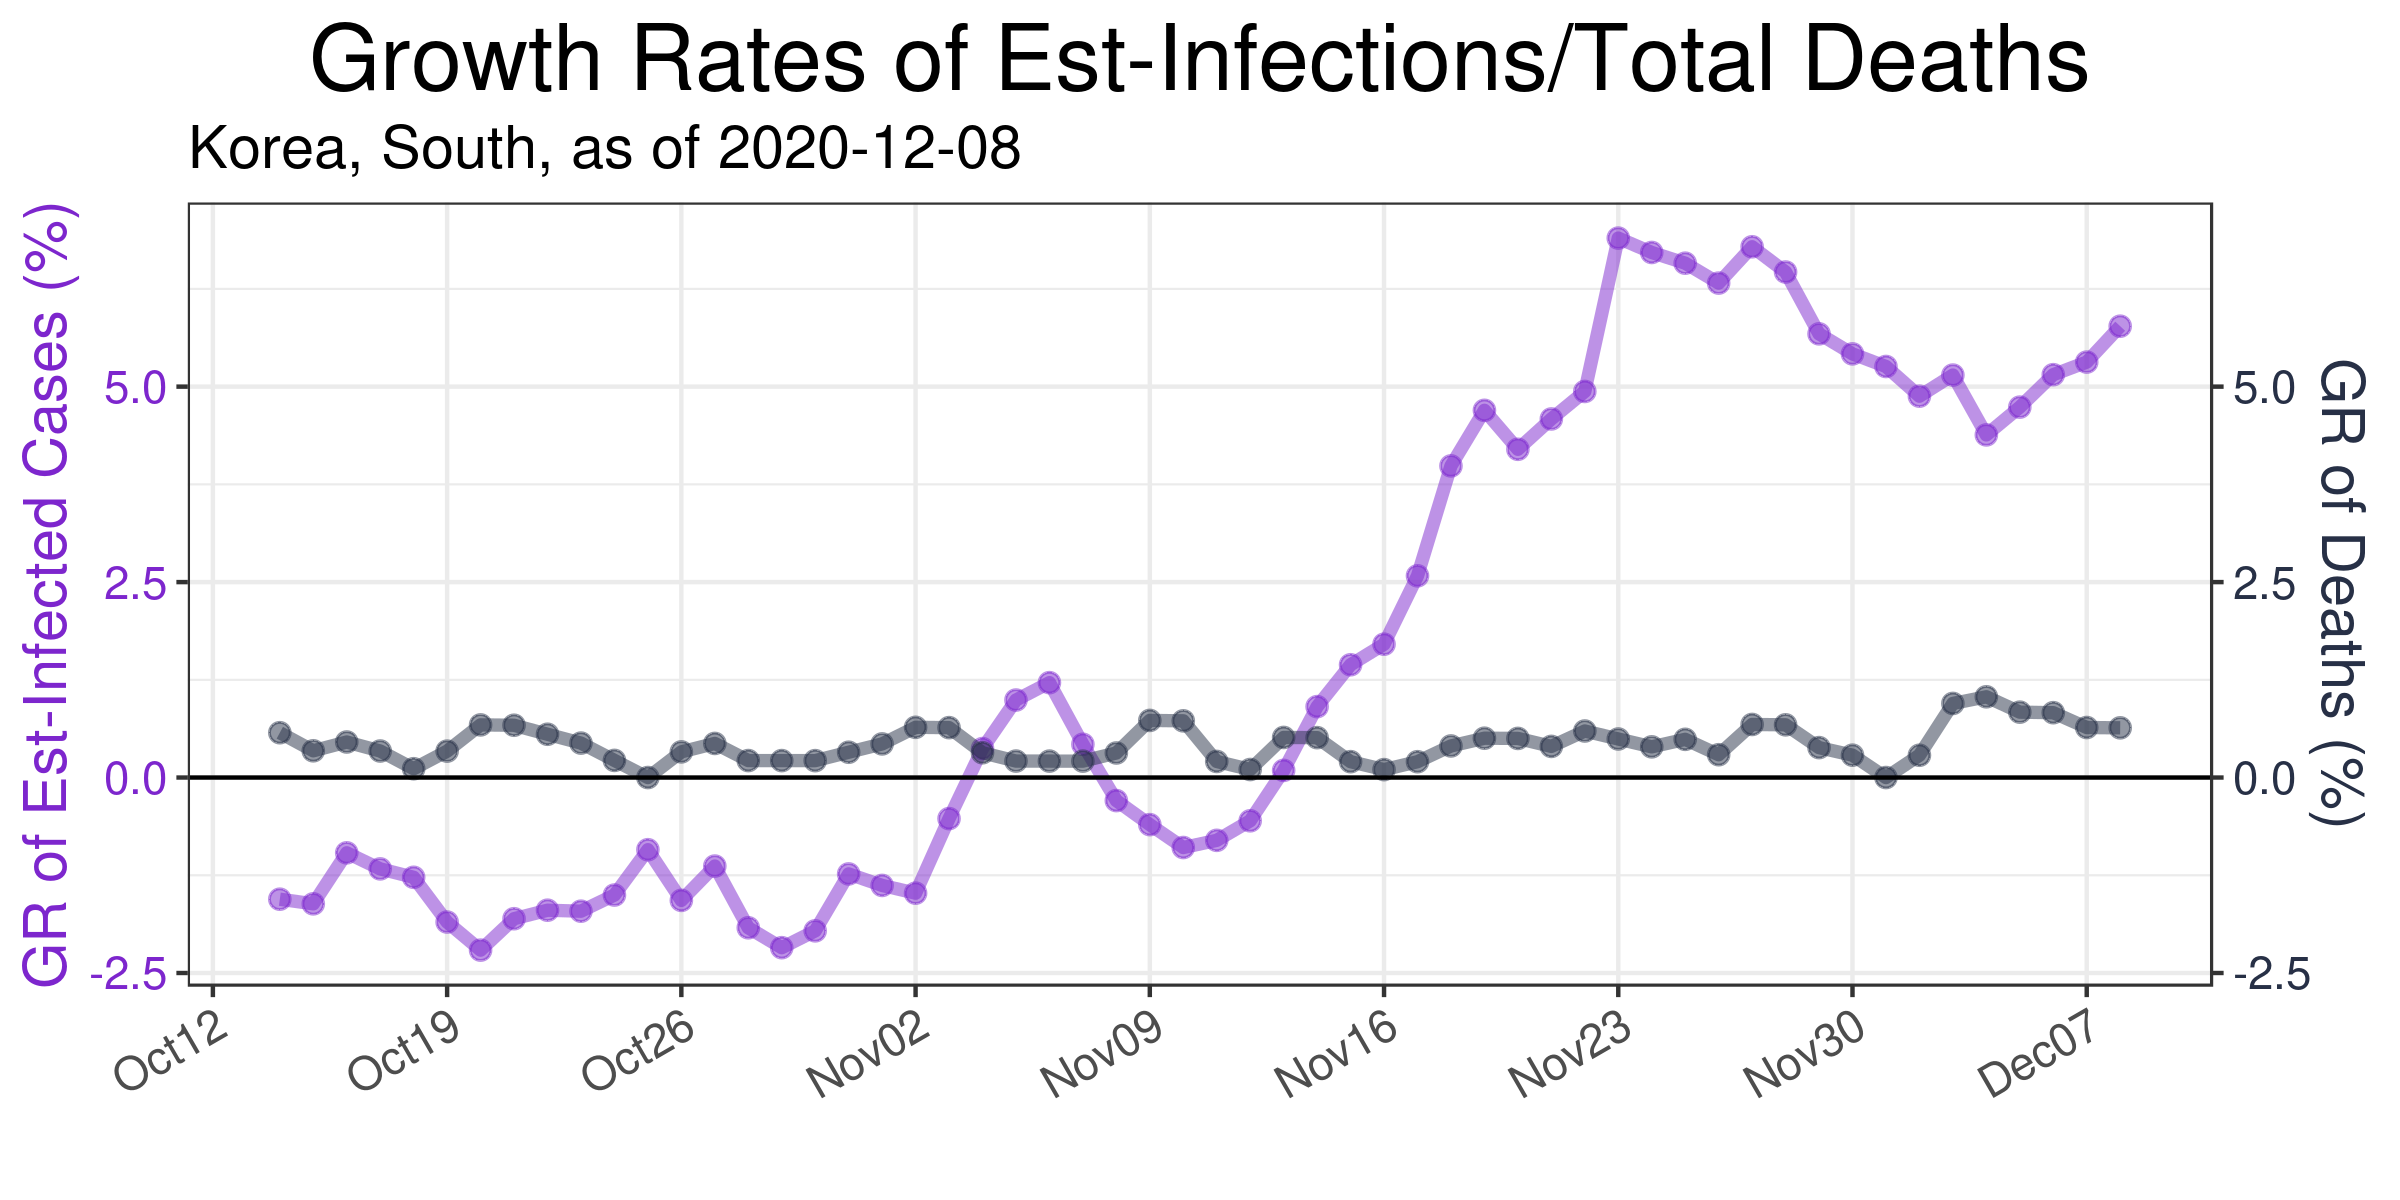 Growth Rates of Est-Infections/Total Deaths
Korea, South, as of 2020-12-08
GR of Est-Infected Cases (%)
5.0
2.5
0.0
-2.5
5.0
2.5
0.0
-2.5
GR of Deaths (%)
Oct12
Oct19
Oct26
Nov02
Nov09
Nov16
Nov23
Nov30
Dec07